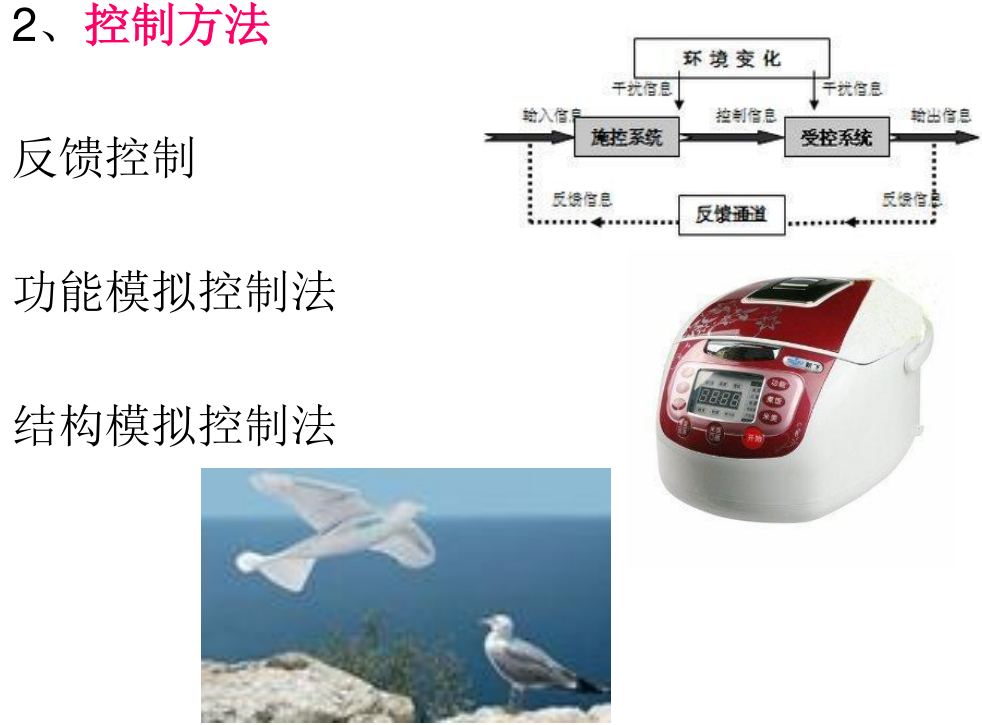 2、控制方法
环境变化
干扰信息
干扰信息
输入信息
控制信息
输出信息
施控系统
受控系统
反馈控制
反馈信息
反馈信息
反馈通道
功能模拟控制法
功能
煮饭
米类
开始
结构模拟控制法